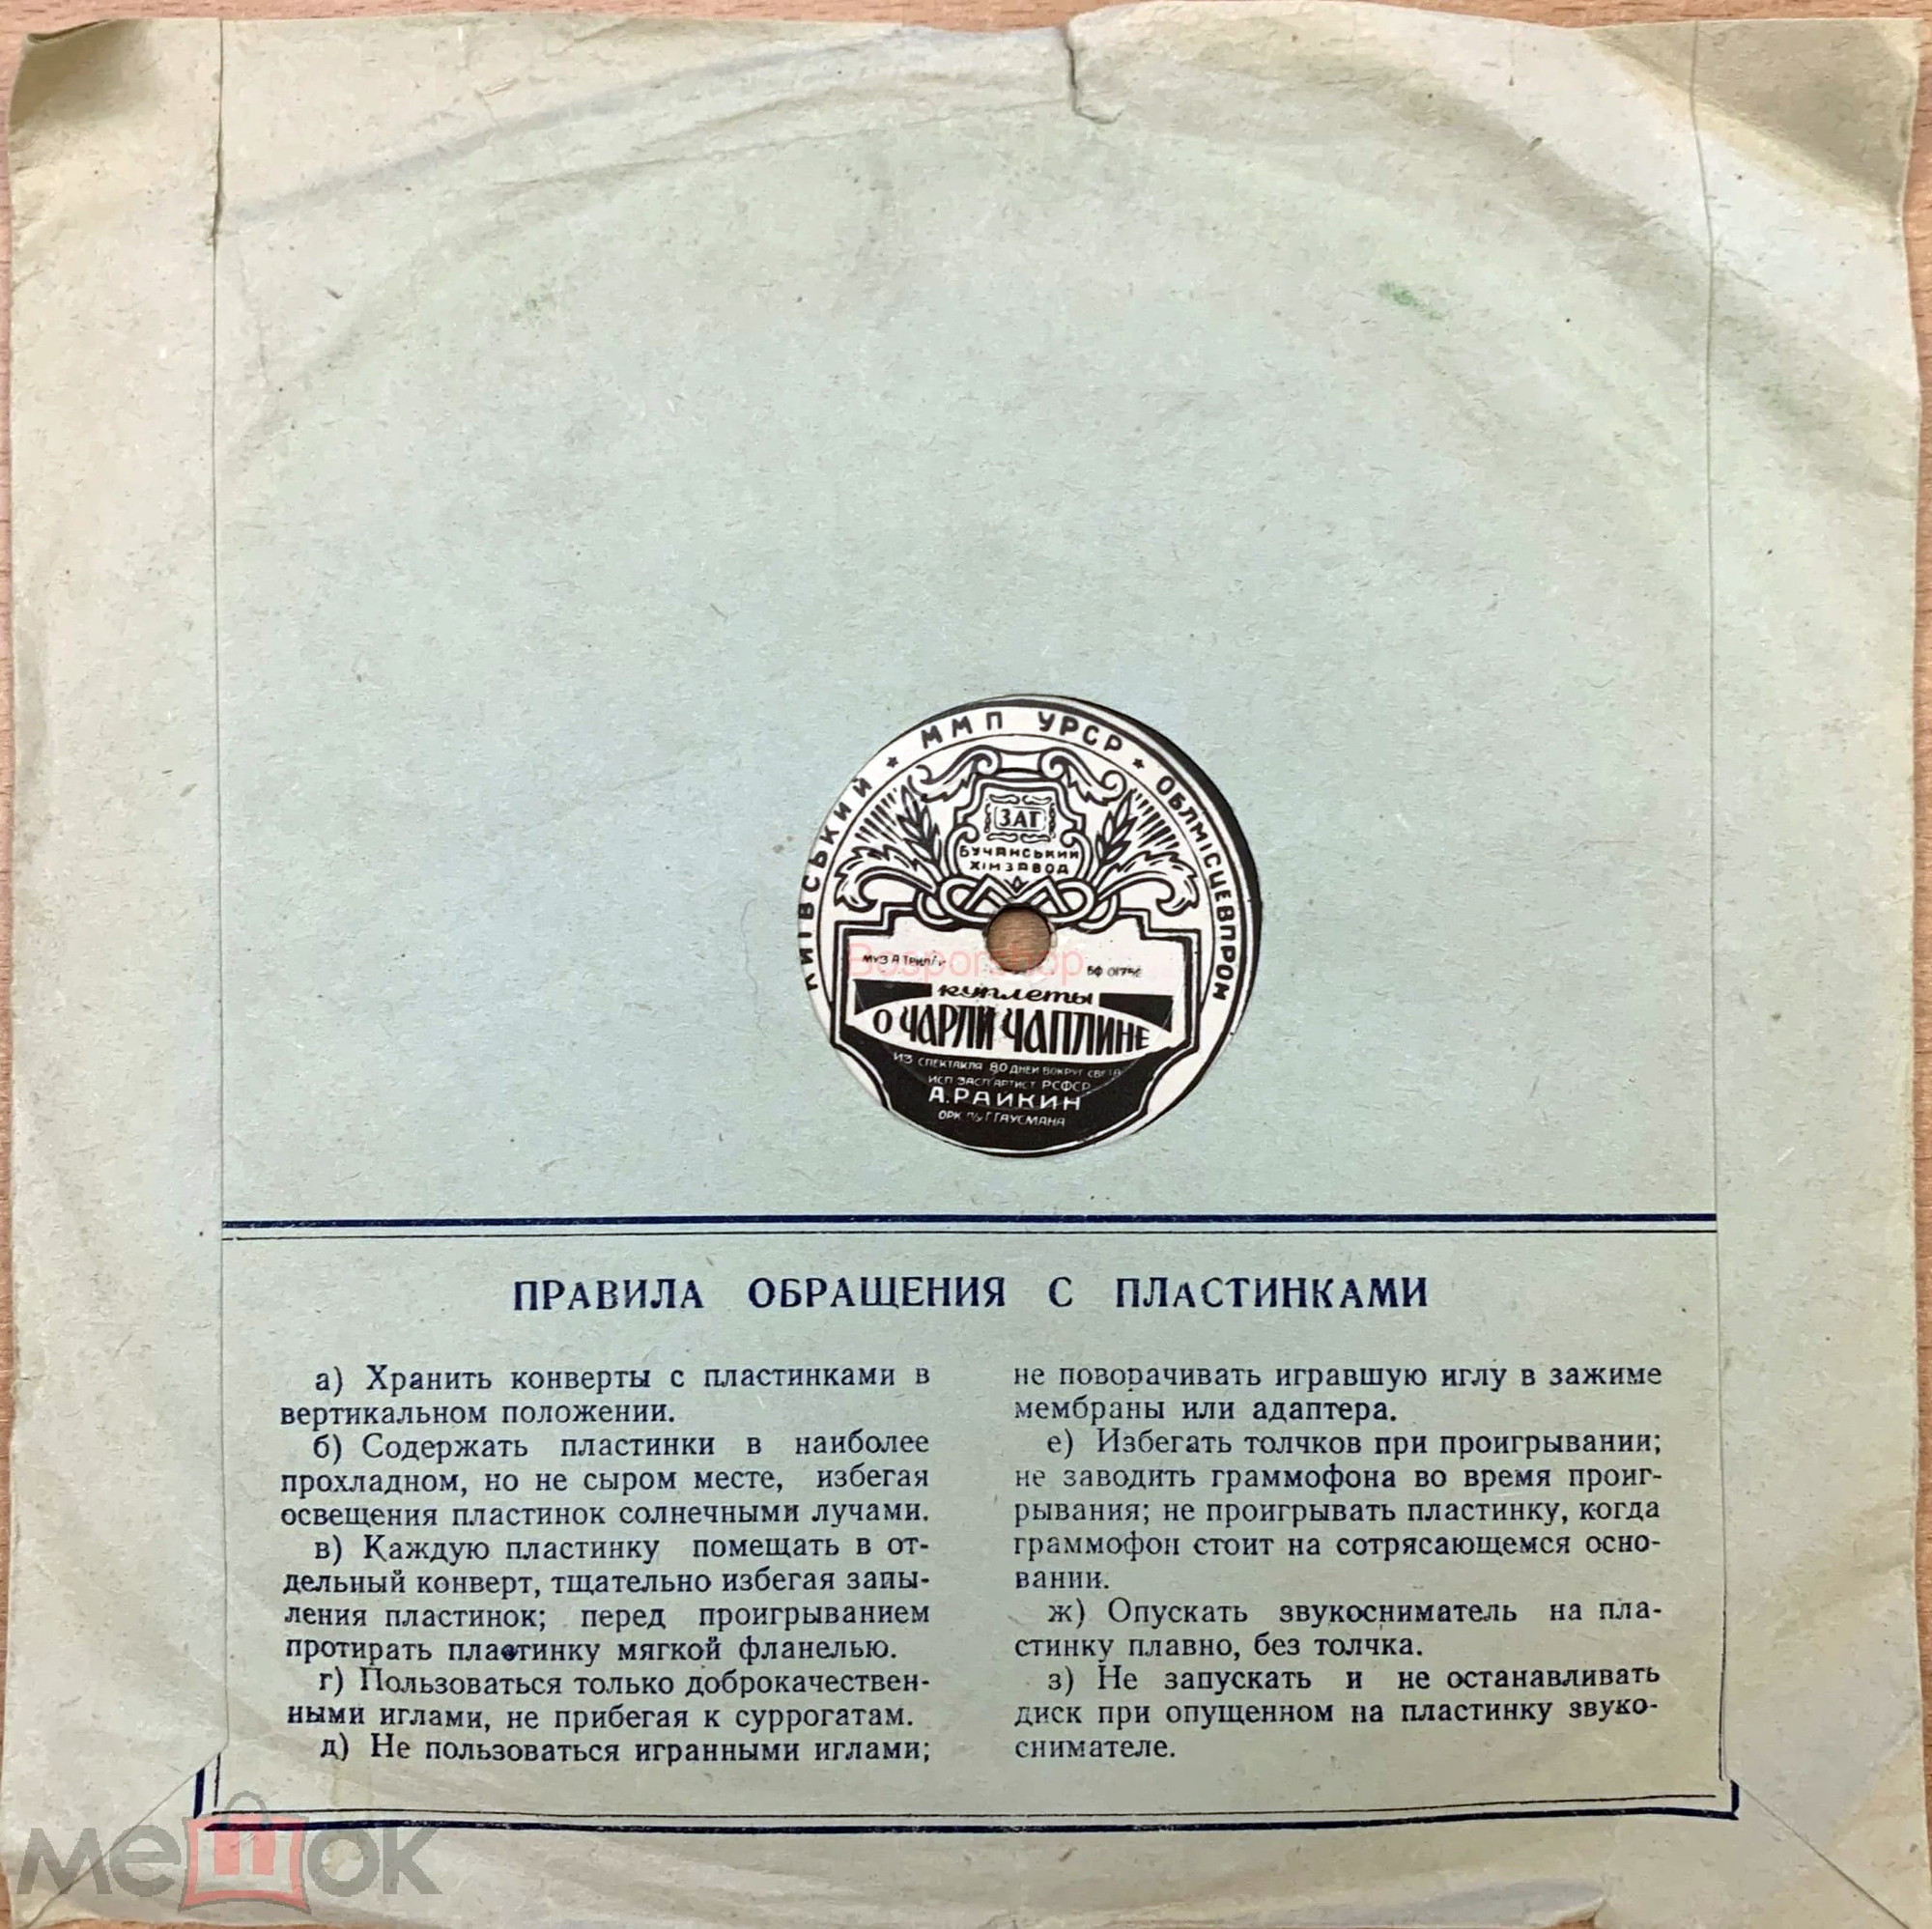 КИЇВСЬКИЙ ★ ММП УРСР ★ ОБЛМІСЦЕВПРОМ
ЗАГ
БУЧАНСЬКИЙ
ХІМЗАВОД
Bosporshop
МУЗ А
БФ
куплеты
О ЧАРЛИ ЧАПЛИНЕ
ИЗ СПЕКТАКЛЯ 80 ДНЕЙ ВОКРУГ СВЕТА
ИСП ЗАСЛ АРТИСТ РСФСР
А. РАЙКИН
ОРК П/У Г ГАУСМАНА
ПРАВИЛА ОБРАЩЕНИЯ С ПЛАСТИНКАМИ
а) Хранить конверты с пластинками в
вертикальном положении.
б) Содержать пластинки в наиболее
прохладном, но не сыром месте, избегая
освещения пластинок солнечными лучами.
в) Каждую пластинку помещать в от-
дельный конверт, тщательно избегая запы-
ления пластинок; перед проигрыванием
протирать пластинку мягкой фланелью.
г) Пользоваться только доброкачествен-
ными иглами, не прибегая к суррогатам.
д) Не пользоваться игранными иглами;
не поворачивать игравшую иглу в зажиме
мембраны или адаптера.
е) Избегать толчков при проигрывании;
не заводить граммофона во время проиг-
рывания; не проигрывать пластинку, когда
граммофон стоит на сотрясающемся осно-
вании.
ж) Опускать звукосниматель на пла-
стинку плавно, без толчка.
з) Не запускать и не останавливать
диск при опущенном на пластинку звуко-
снимателе.
мешок